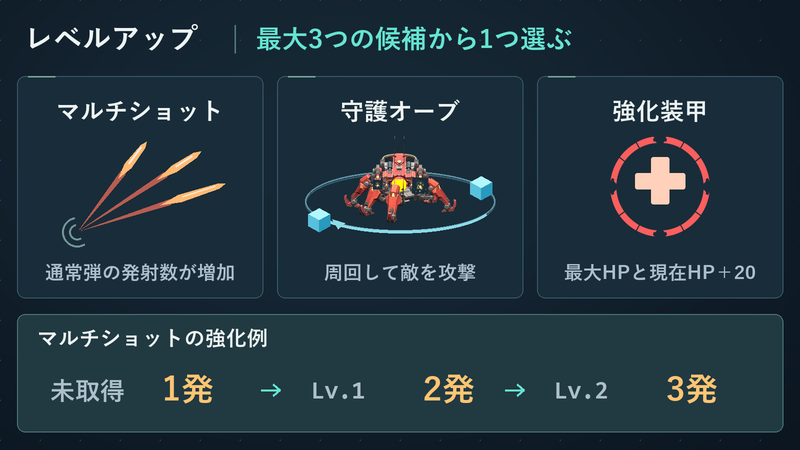 レベルアップ
最大3つの候補から1つ選ぶ
マルチショット
通常弾の発射数が増加
守護オーブ
周回して敵を攻撃
強化装甲
最大HPと現在HP＋20
マルチショットの強化例
未取得 1発 → Lv.1 2発 → Lv.2 3発